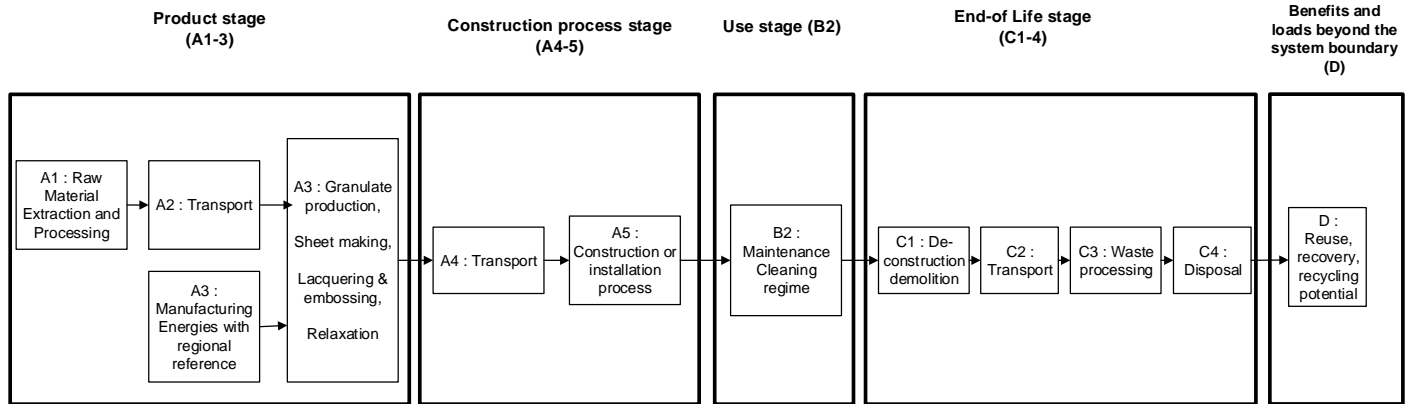 Product stage
(A1-3)
Construction process stage
(A4-5)
Use stage (B2)
End-of Life stage
(C1-4)
Benefits and
loads beyond the
system boundary
(D)
A1 : Raw
Material
Extraction and
Processing
A2 : Transport
A3 :
Manufacturing
Energies with
regional
reference
A3 : Granulate
production,
Sheet making,
Lacquering &
embossing,
Relaxation
A4 : Transport
A5 :
Construction or
installation
process
B2 :
Maintenance
Cleaning
regime
C1 : De-
construction
demolition
C2 :
Transport
C3 : Waste
processing
C4 :
Disposal
D :
Reuse,
recovery,
recycling
potential